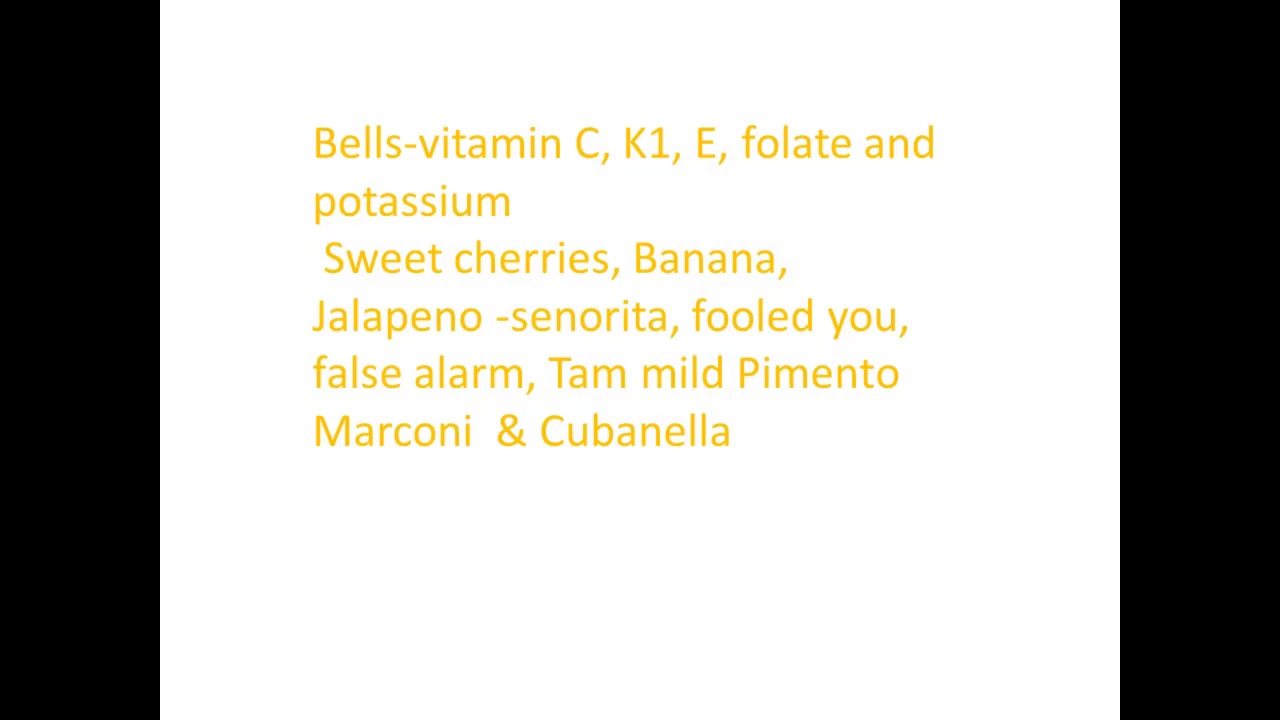 Bells-vitamin C, K1, E, folate and
potassium
Sweet cherries, Banana,
Jalapeno -senorita, fooled you,
false alarm, Tam mild Pimento
Marconi  & Cubanella